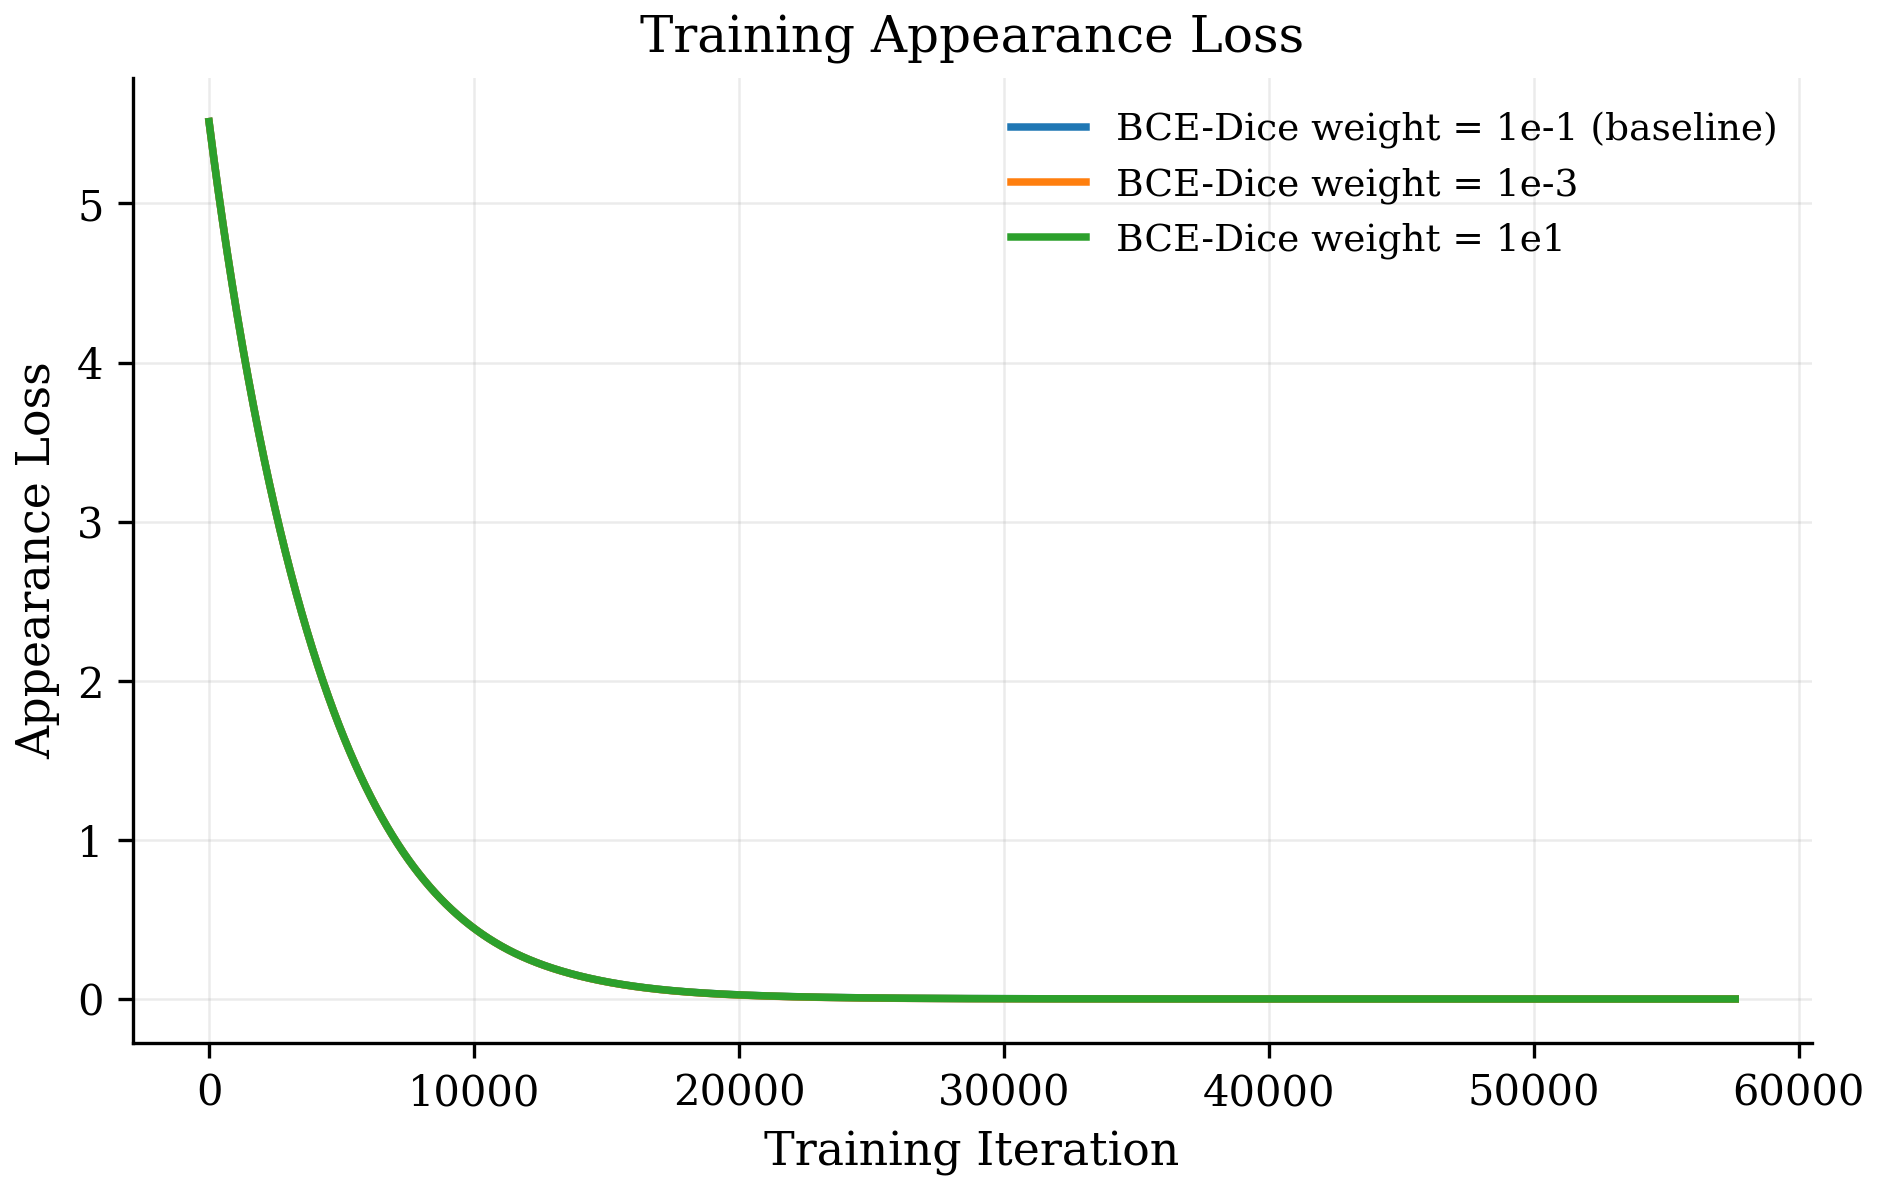 Training Appearance Loss
BCE-Dice weight = 1e-1 (baseline)
BCE-Dice weight = 1e-3
BCE-Dice weight = 1e1
Appearance Loss
5
4
3
2
1
0
0 10000 20000 30000 40000 50000 60000
Training Iteration